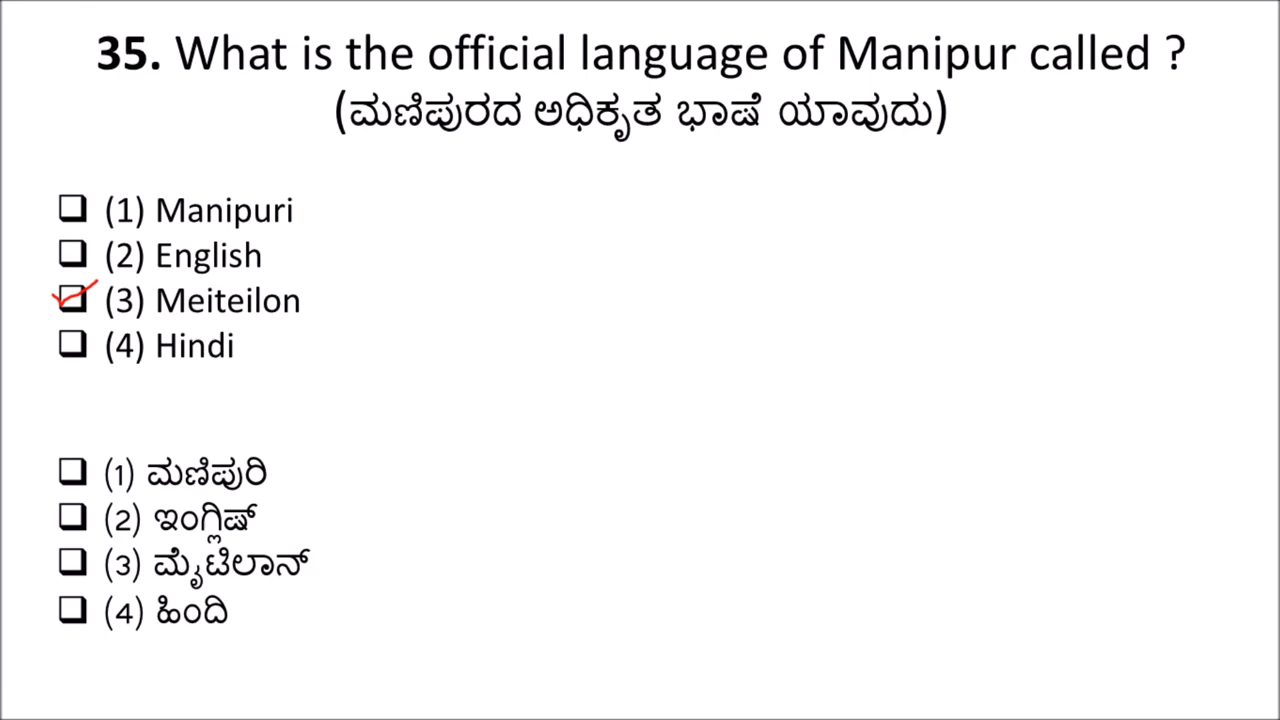 35. What is the official language of Manipur called ?
(ಮಣಿಪುರದ ಅಧಿಕೃತ ಭಾಷೆ ಯಾವುದು)
(1) Manipuri
(2) English
(3) Meiteilon
(4) Hindi
(1) ಮಣಿಪುರಿ
(2) ಇಂಗ್ಲಿಷ್
(3) ಮೈಟಿಲಾನ್
(4) ಹಿಂದಿ